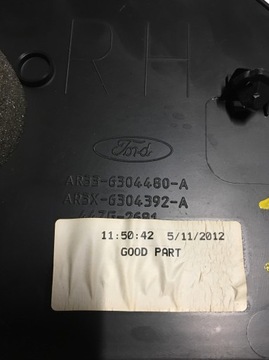 RH
Ford
AR33-6304480-A
AR3X-6304392-A
11:50:42 5/11/2012
GOOD PART